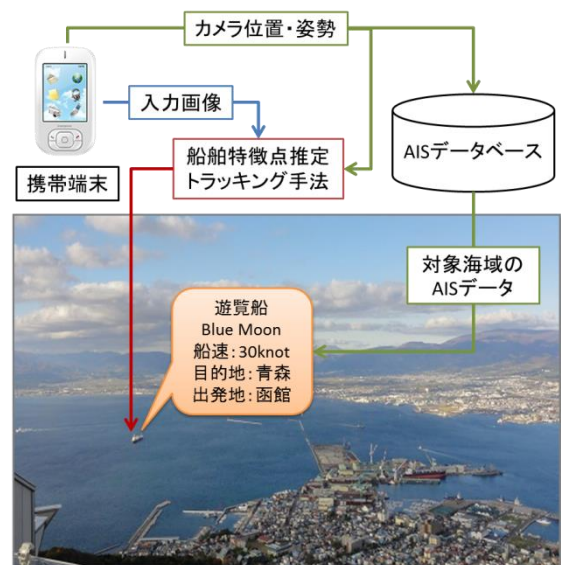 カメラ位置・姿勢
入力画像
携帯端末
船舶特徴点推定
トラッキング手法
AISデータベース
対象海域の
AISデータ
遊覧船
Blue Moon
船速：30knot
目的地：青森
出発地：函館